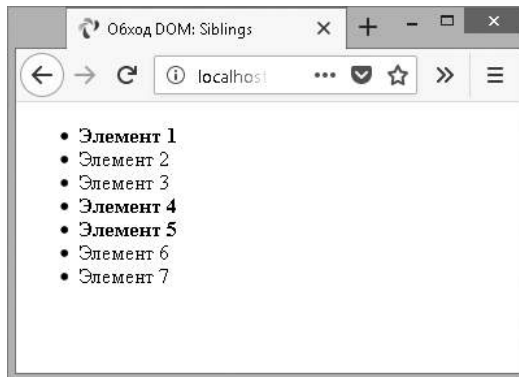 Обход DOM: Siblings
localhost
Элемент 1
Элемент 2
Элемент 3
Элемент 4
Элемент 5
Элемент 6
Элемент 7